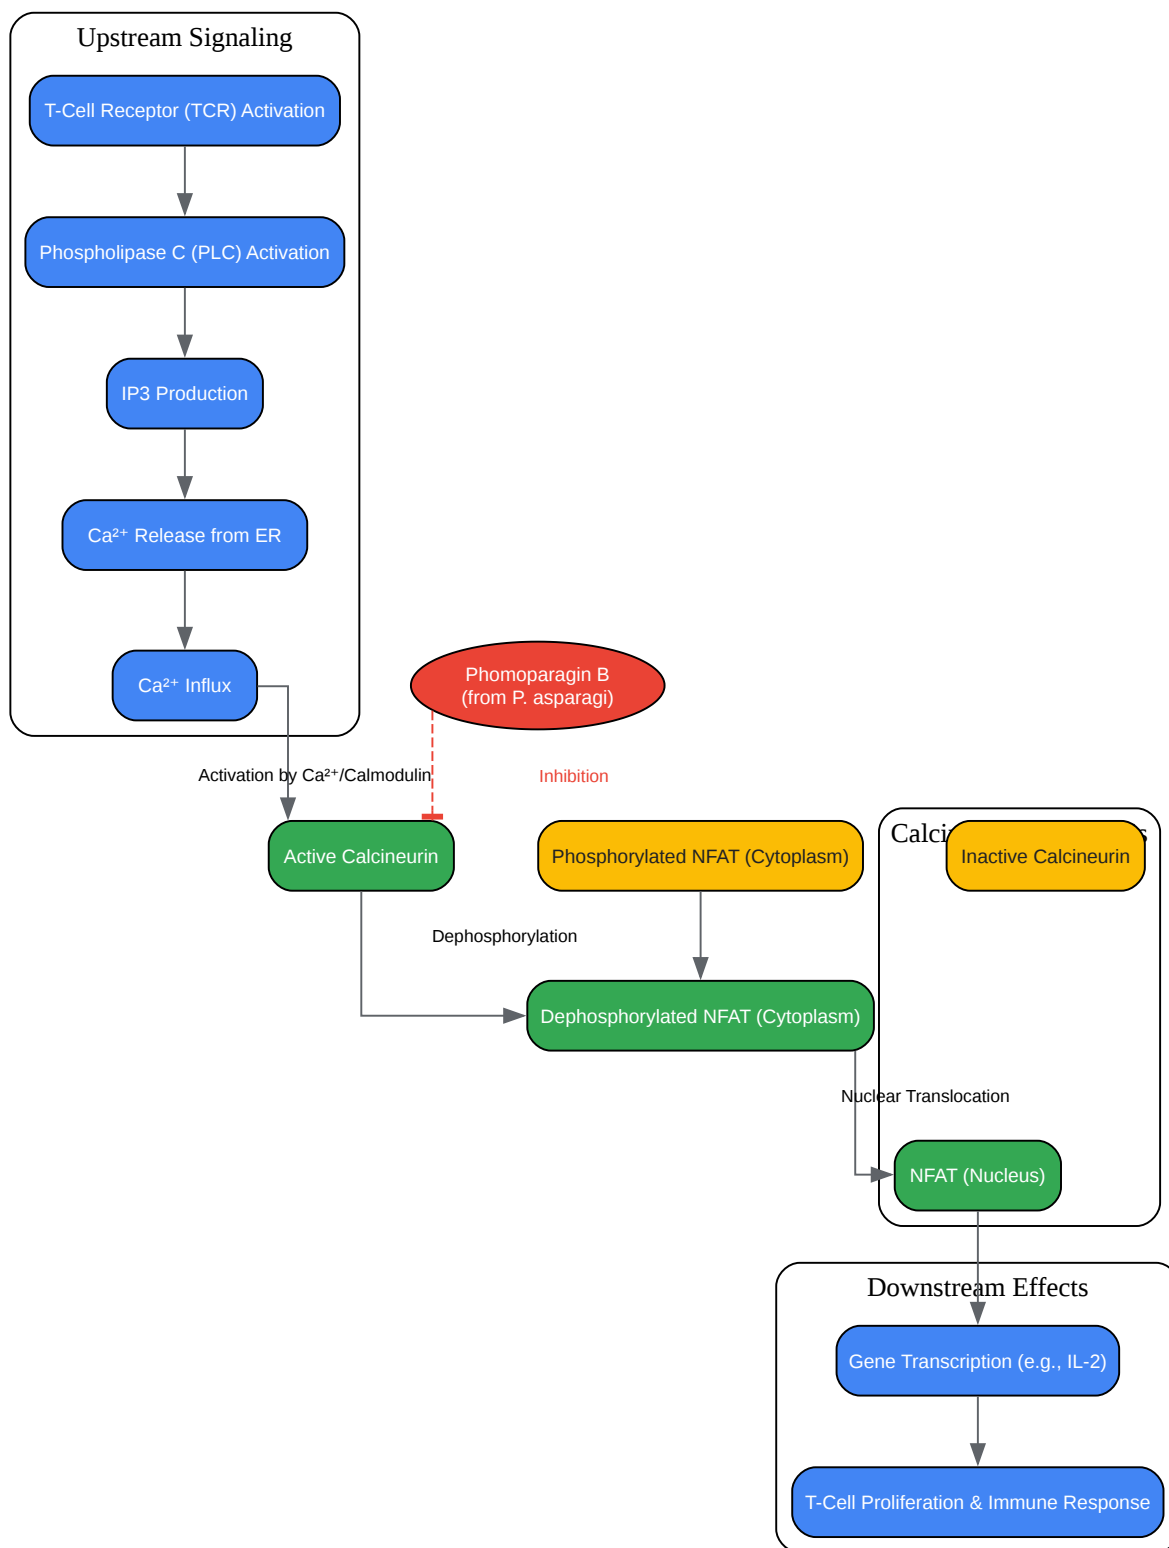 Upstream Signaling
T-Cell Receptor (TCR) Activation
Phospholipase C (PLC) Activation
IP3 Production
Ca²⁺ Release from ER
Ca²⁺ Influx
Phomoparagin B
(from P. asparagi)
Activation by Ca²⁺/Calmodulin
Inhibition
Active Calcineurin
Phosphorylated NFAT (Cytoplasm)
Inactive Calcineurin
Dephosphorylation
Dephosphorylated NFAT (Cytoplasm)
Nuclear Translocation
NFAT (Nucleus)
Downstream Effects
Gene Transcription (e.g., IL-2)
T-Cell Proliferation & Immune Response